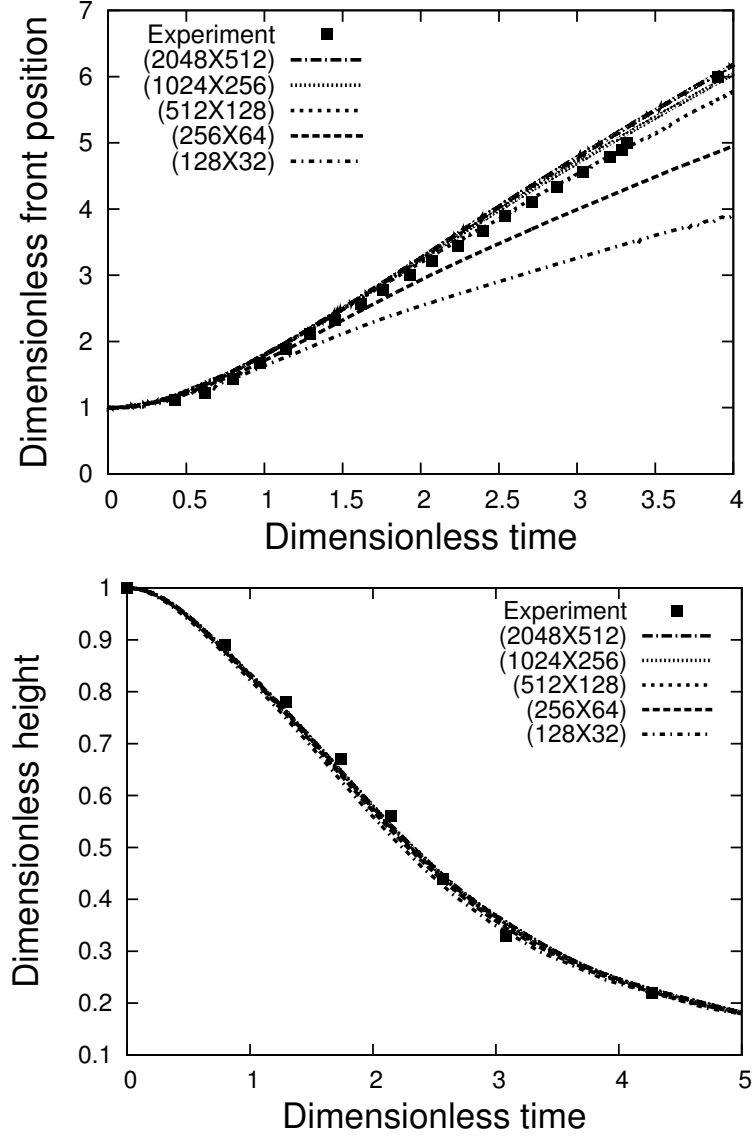 7
6
5
4
3
2
1
0
Dimensionless front position
Experiment
(2048X512)
(1024X256)
(512X128)
(256X64)
(128X32)
0 0.5 1 1.5 2 2.5 3 3.5 4
Dimensionless time
1
0.9
0.8
0.7
0.6
0.5
0.4
0.3
0.2
0.1
Dimensionless height
Experiment
(2048X512)
(1024X256)
(512X128)
(256X64)
(128X32)
0 1 2 3 4 5
Dimensionless time